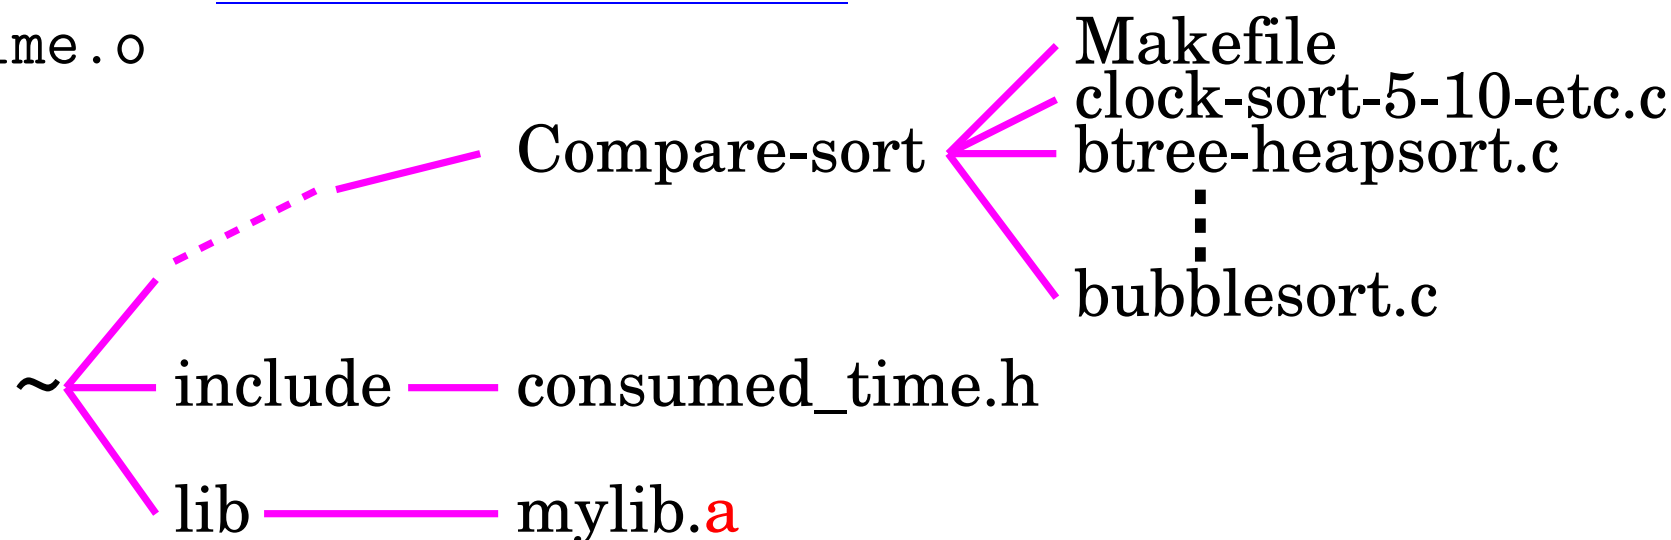 me.o
Makefile
clock-sort-5-10-etc.c
Compare-sort
btree-heapsort.c
bubblesort.c
~
include
consumed_time.h
lib
mylib.a